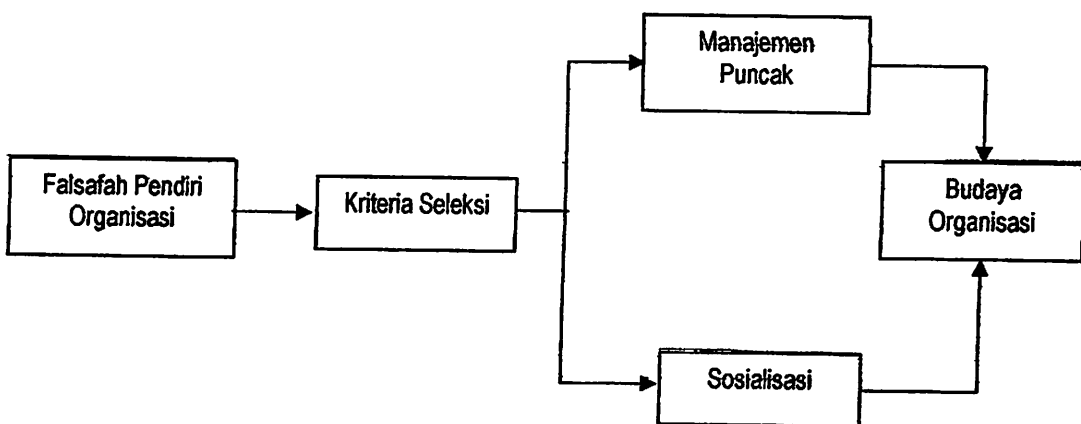 Manajemen
Puncak
Falsafah Pendiri
Organisasi
Kriteria Seleksi
Budaya
Organisasi
Sosialisasi